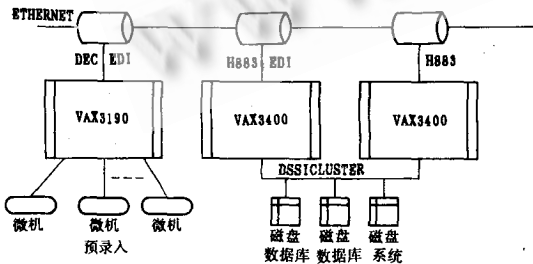 ETHERNET
DEC EDI H883 EDI H883
VAX3190 VAX3400 VAX3400
DSSICLUSTER
微机 微机 微机 磁盘 磁盘 磁盘
预录入 数据库 数据库 系统